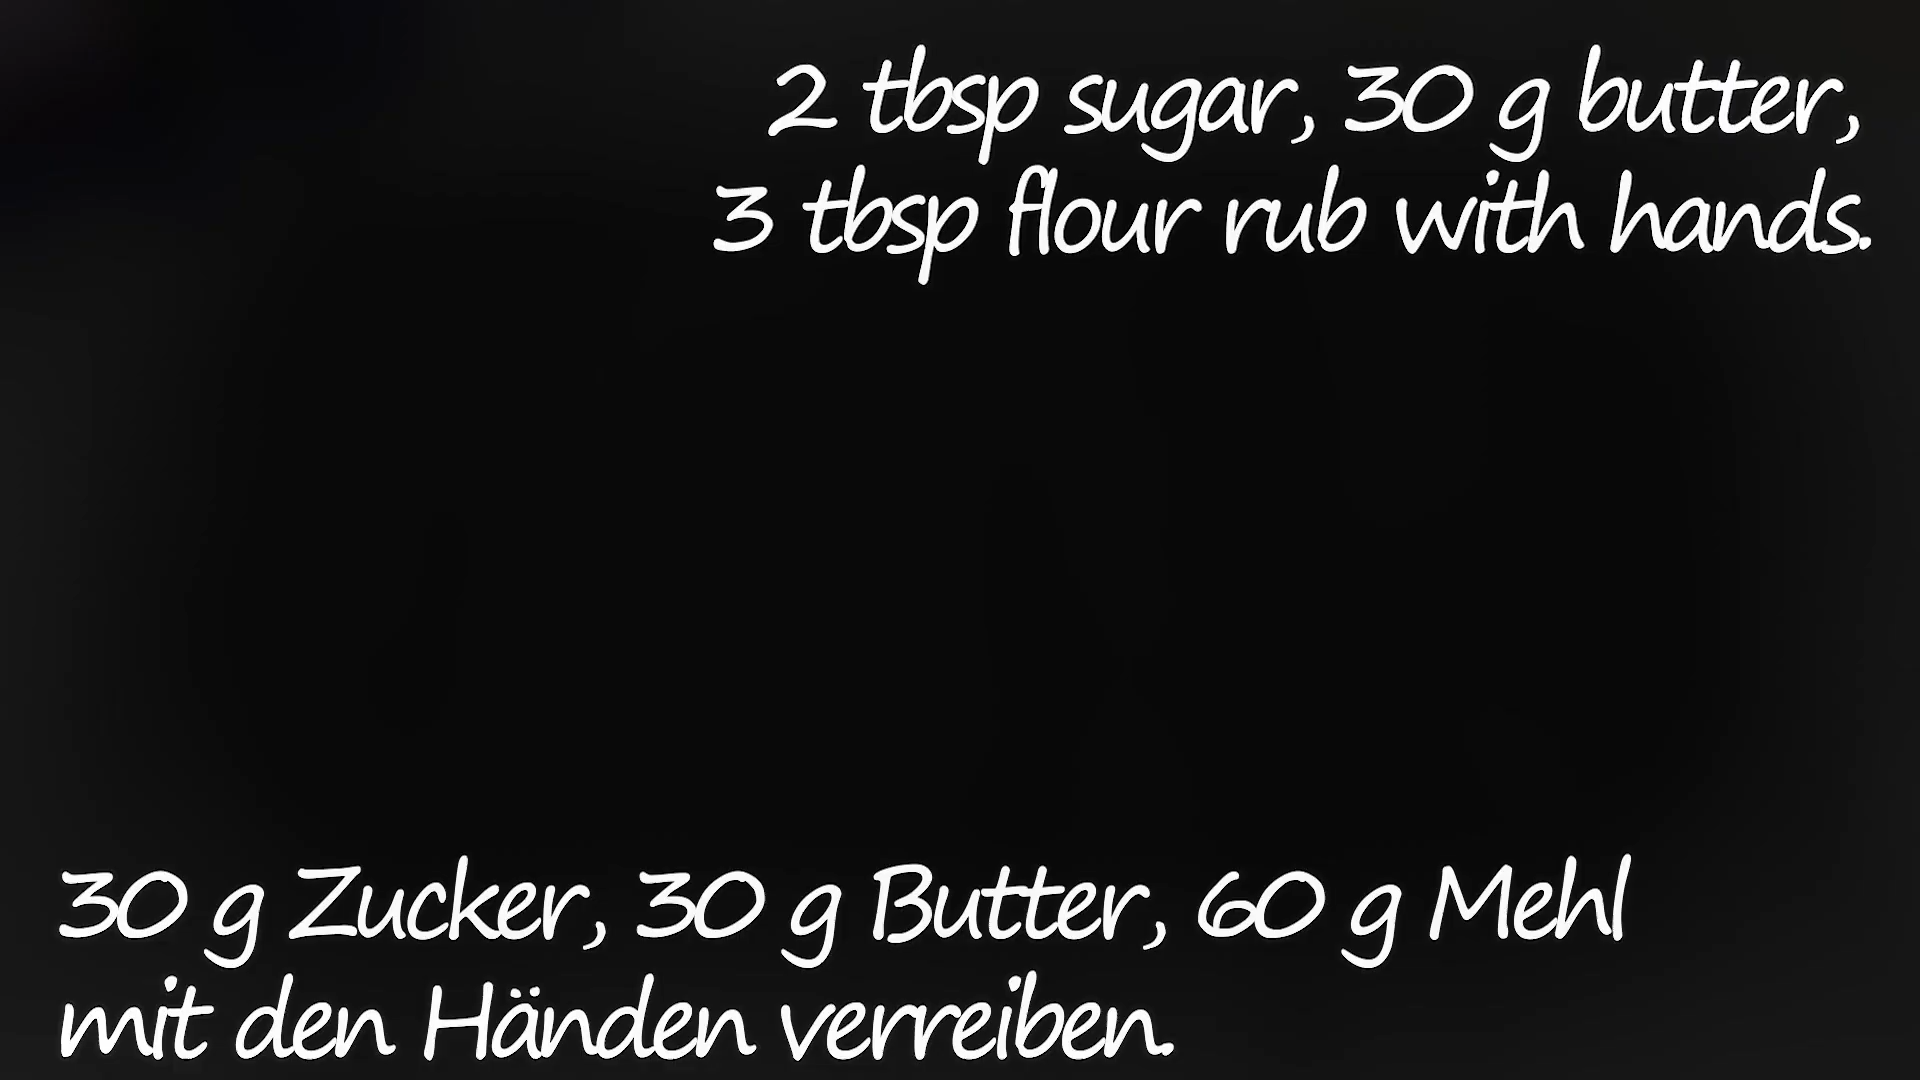 2 tbsp sugar, 30 g butter,
3 tbsp flour rub with hands.
30 g Zucker, 30 g Butter, 60 g Mehl
mit den Händen verreiben.